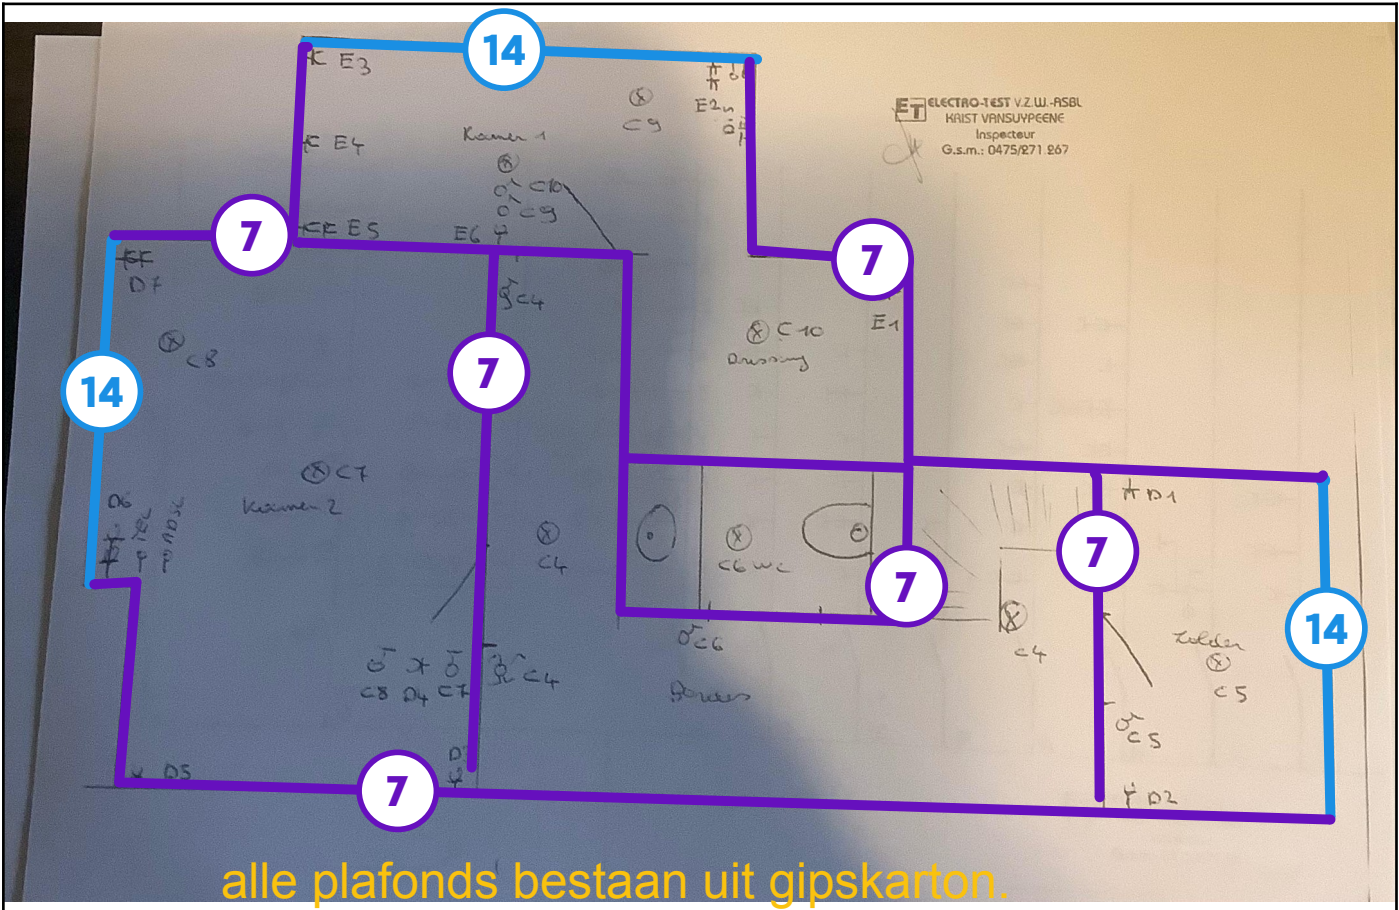 14
E3
E2
C9
ET ELECTRO-TEST V.Z.W.-ASBL
KRIST VANSUYPEENE
Inspecteur
G.s.m.: 0475/271.267
Kamer 1
E4
C10
C9
7
E5
E6
7
D7
C4
E1
C8
C10
Dressing
7
14
C7
Kamer 2
D6
TEL
ADSL
D1
C4
C6 WC
7
7
C6
C4
14
Zolder
C5
C8 D4 C7
C4
C5
D5
7
D2
alle plafonds bestaan uit gipskarton.